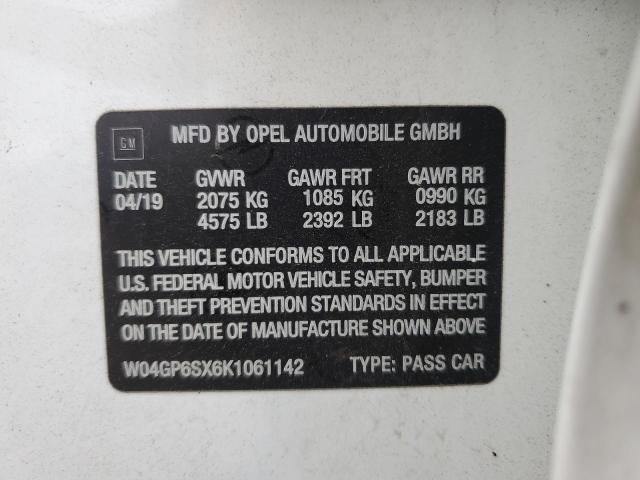 GM MFD BY OPEL AUTOMOBILE GMBH
DATE GVWR GAWR FRT GAWR RR
04/19 2075 KG 1085 KG 0990 KG
4575 LB 2392 LB 2183 LB
THIS VEHICLE CONFORMS TO ALL APPLICABLE
U.S. FEDERAL MOTOR VEHICLE SAFETY, BUMPER
AND THEFT PREVENTION STANDARDS IN EFFECT
ON THE DATE OF MANUFACTURE SHOWN ABOVE
W04GP6SX6K1061142 TYPE: PASS CAR